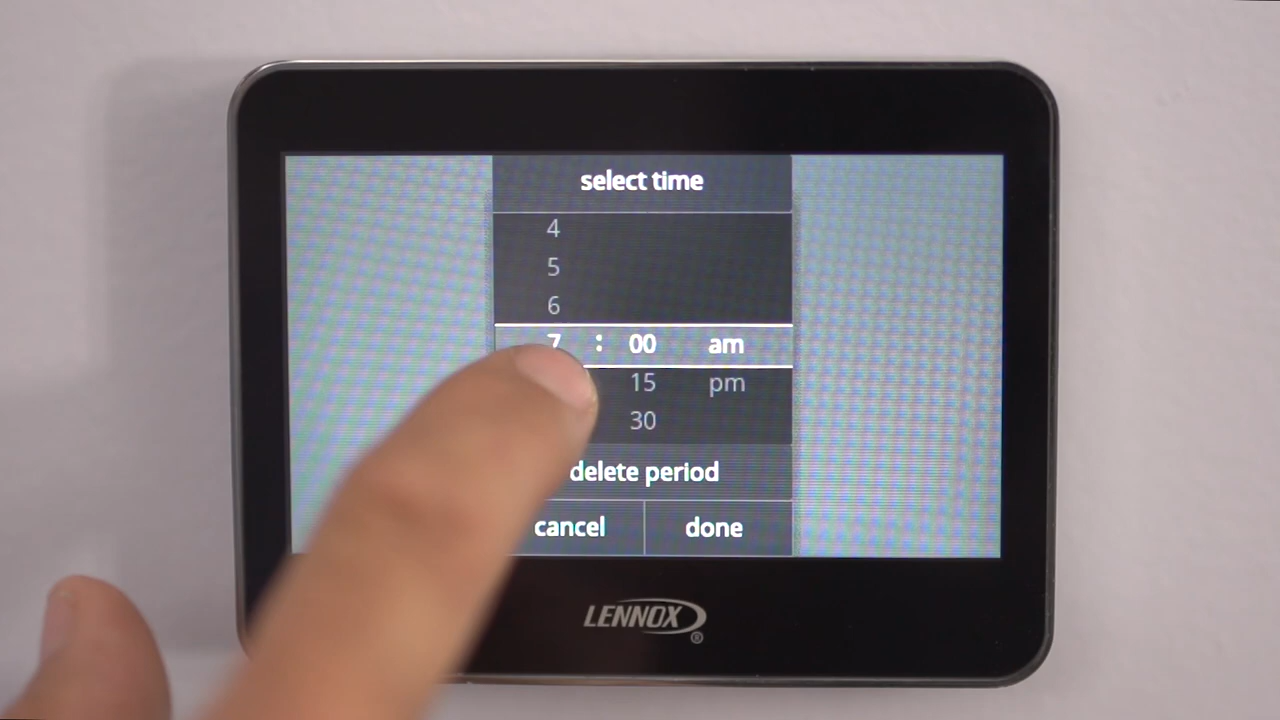 select time
4
5
6
7 : 00 am
15 pm
30
delete period
cancel done
LENNOX ®